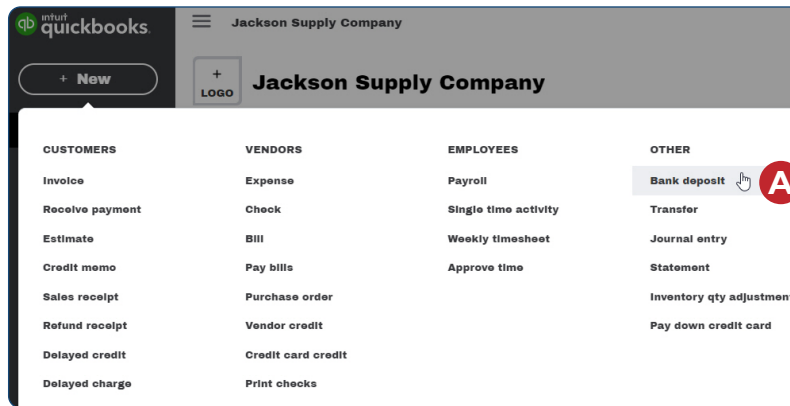 qb intuit quickbooks.
Jackson Supply Company
+ New
+ LOGO
Jackson Supply Company
CUSTOMERS
Invoice
Receive payment
Estimate
Credit memo
Sales receipt
Refund receipt
Delayed credit
Delayed charge
VENDORS
Expense
Check
Bill
Pay bills
Purchase order
Vendor credit
Credit card credit
Print checks
EMPLOYEES
Payroll
Single time activity
Weekly timesheet
Approve time
OTHER
Bank deposit
A
Transfer
Journal entry
Statement
Inventory qty adjustment
Pay down credit card